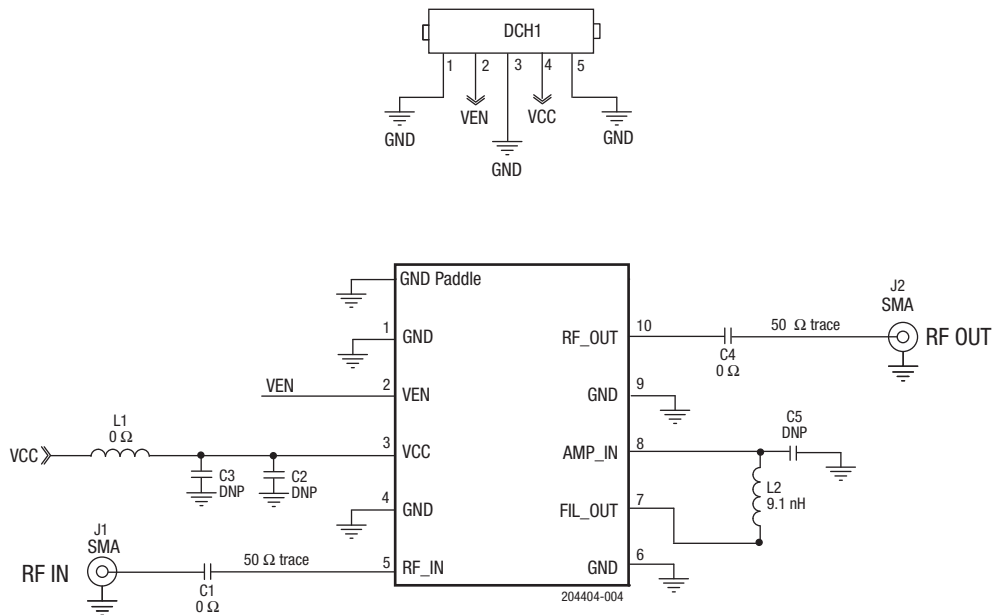 DCH1
1 2 3 4 5
VEN VCC
GND GND
GND
GND Paddle
J2
SMA
1 GND
RF_OUT 10
50 Ω trace
RF OUT
C4
0 Ω
VEN
2 VEN
GND 9
L1
0 Ω
C5
DNP
VCC
3 VCC
AMP_IN 8
C3
DNP
C2
DNP
L2
9.1 nH
4 GND
FIL_OUT 7
J1
SMA
RF IN
50 Ω trace
5 RF_IN
GND 6
C1
0 Ω
204404-004